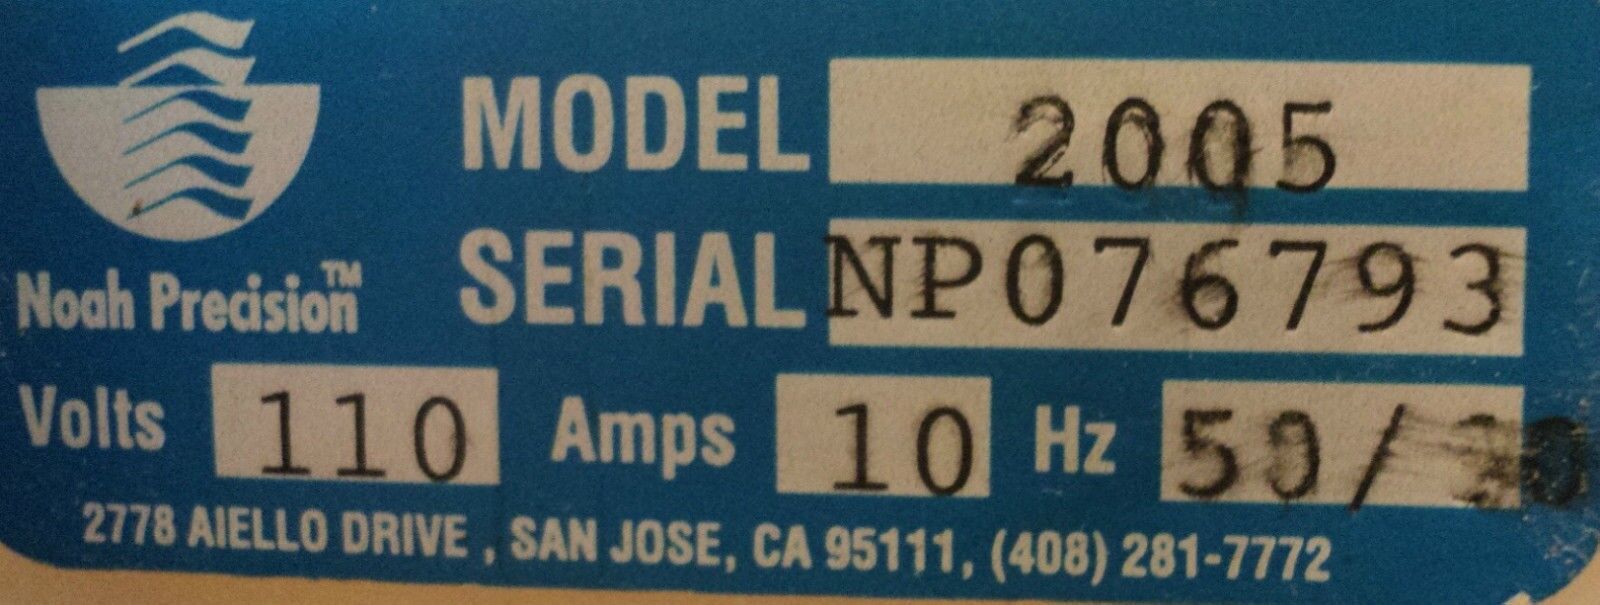 MODEL 2005
SERIAL NP076793
Noah Precision™
Volts 110 Amps 10 Hz 50/
2778 AIELLO DRIVE , SAN JOSE, CA 95111, (408) 281-7772